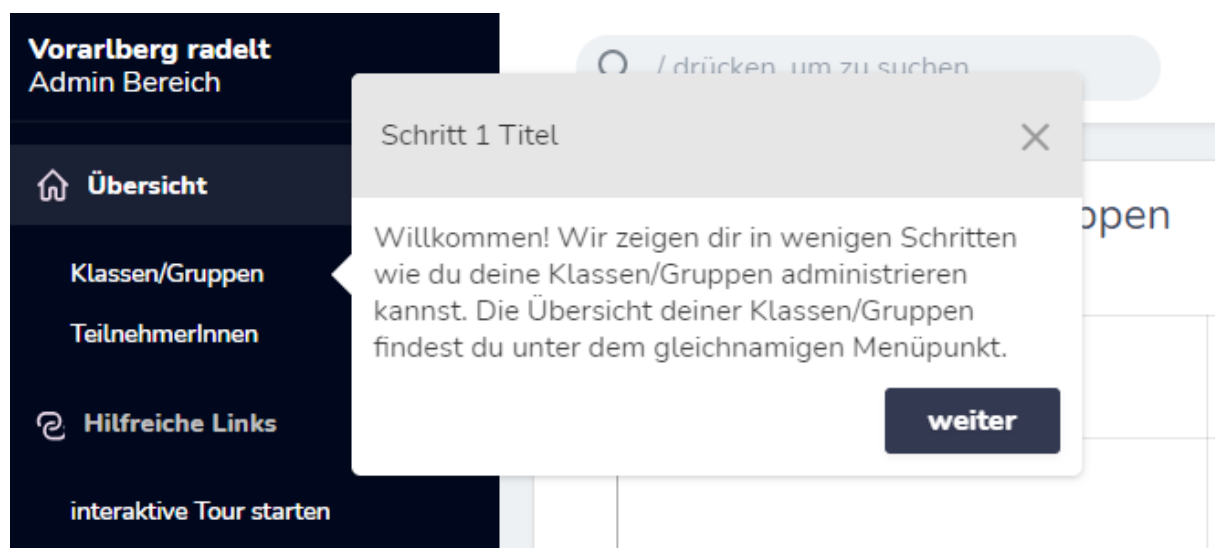 Vorarlberg radelt
Admin Bereich
/ drücken, um zu suchen
Schritt 1 Titel
Übersicht
Willkommen! Wir zeigen dir in wenigen Schritten
wie du deine Klassen/Gruppen administrieren
kannst. Die Übersicht deiner Klassen/Gruppen
findest du unter dem gleichnamigen Menüpunkt.
weiter
Klassen/Gruppen
TeilnehmerInnen
Hilfreiche Links
interaktive Tour starten